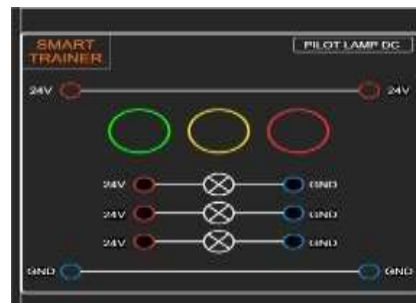 SMART
TRAINER
PILOT LAMP DC
24V 24V
24V GND
24V GND
24V GND
GND GND